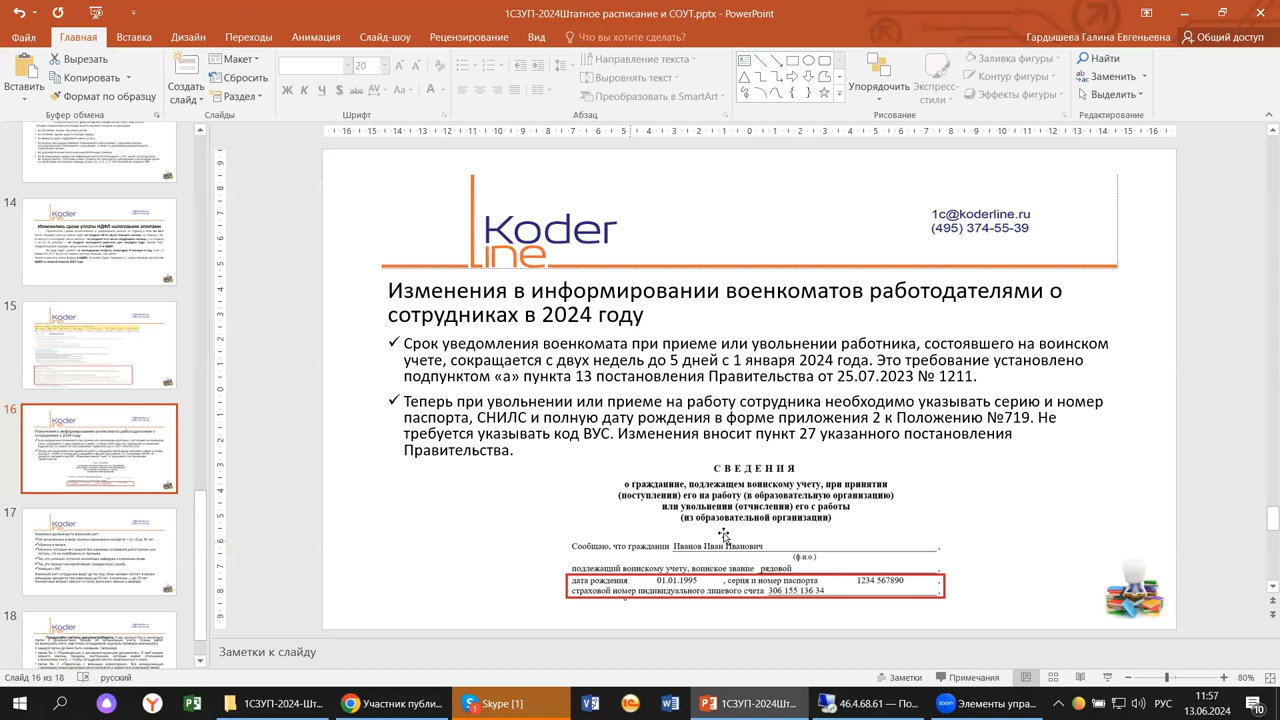 1СЗУП-2024Штатное расписание и СОУТ.pptx - PowerPoint
Файл Главная Вставка Дизайн Переходы Анимация Слайд-шоу Рецензирование Вид Что вы хотите сделать? Гардышева Галина Евгеньевна Общий доступ
Вставить
Вырезать
Копировать
Формат по образцу
Буфер обмена
Создать слайд
Макет
Сбросить
Раздел
Слайды
20
Шрифт
Направление текста
Выровнять текст
Преобразовать в SmartArt
Абзац
Упорядочить
Экспресс-стили
Заливка фигуры
Контур фигуры
Эффекты фигуры
Рисование
Найти
Заменить
Выделить
Редактирование
14
Изменились сроки уплаты НДФЛ налоговыми агентами
15
16
17
18
Koder
line
1c@koderline.ru
(495) 374-55-39
Изменения в информировании военкоматов работодателями о
сотрудниках в 2024 году
✓ Срок уведомления военкомата при приеме или увольнении работника, состоявшего на воинском
учете, сокращается с двух недель до 5 дней с 1 января 2024 года. Это требование установлено
подпунктом «а» пункта 13 постановления Правительства от 25.07.2023 № 1211.
✓ Теперь при увольнении или приеме на работу сотрудника необходимо указывать серию и номер
паспорта, СНИЛС и полную дату рождения в форме приложения 2 к Положению №719. Не
требуется указывать код ВУС. Изменения вносит пункт 27 указанного постановления
Правительства.
С В Е Д Е Н И Я
о гражданине, подлежащем воинскому учету, при принятии
(поступлении) его на работу (в образовательную организацию)
или увольнении (отчислении) его с работы
(из образовательной организации)
Сообщаю, что гражданин Иванов Иван Иванович
(ф.и.о.)
подлежащий воинскому учету, воинское звание рядовой ,
дата рождения 01.01.1995 , серия и номер паспорта 1234 567890 ,
страховой номер индивидуального лицевого счета 306 155 136 34 ,
Заметки к слайду
Слайд 16 из 18 русский Заметки Примечания 80%
1СЗУП-2024-Шт... Участник публи... Skype [1] 1СЗУП-2024Шт... 46.4.68.61 — По... Элементы упра... РУС 11:57
13.06.2024